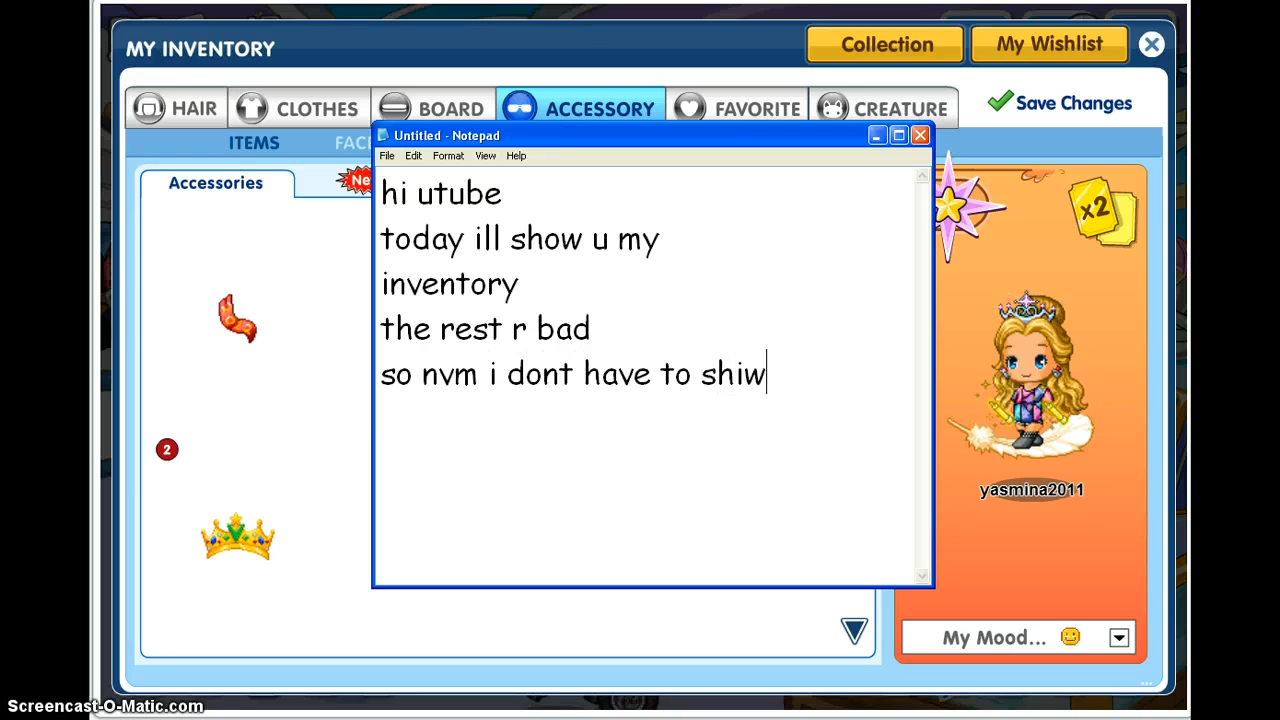 MY INVENTORY
Collection
My Wishlist
HAIR
CLOTHES
BOARD
ACCESSORY
FAVORITE
CREATURE
Save Changes
ITEMS
FACE
Accessories
Ne
Untitled - Notepad
File Edit Format View Help
hi utube
today ill show u my
inventory
the rest r bad
so nvm i dont have to shiw
x2
2
yasmina2011
My Mood...
Screencast-O-Matic.com